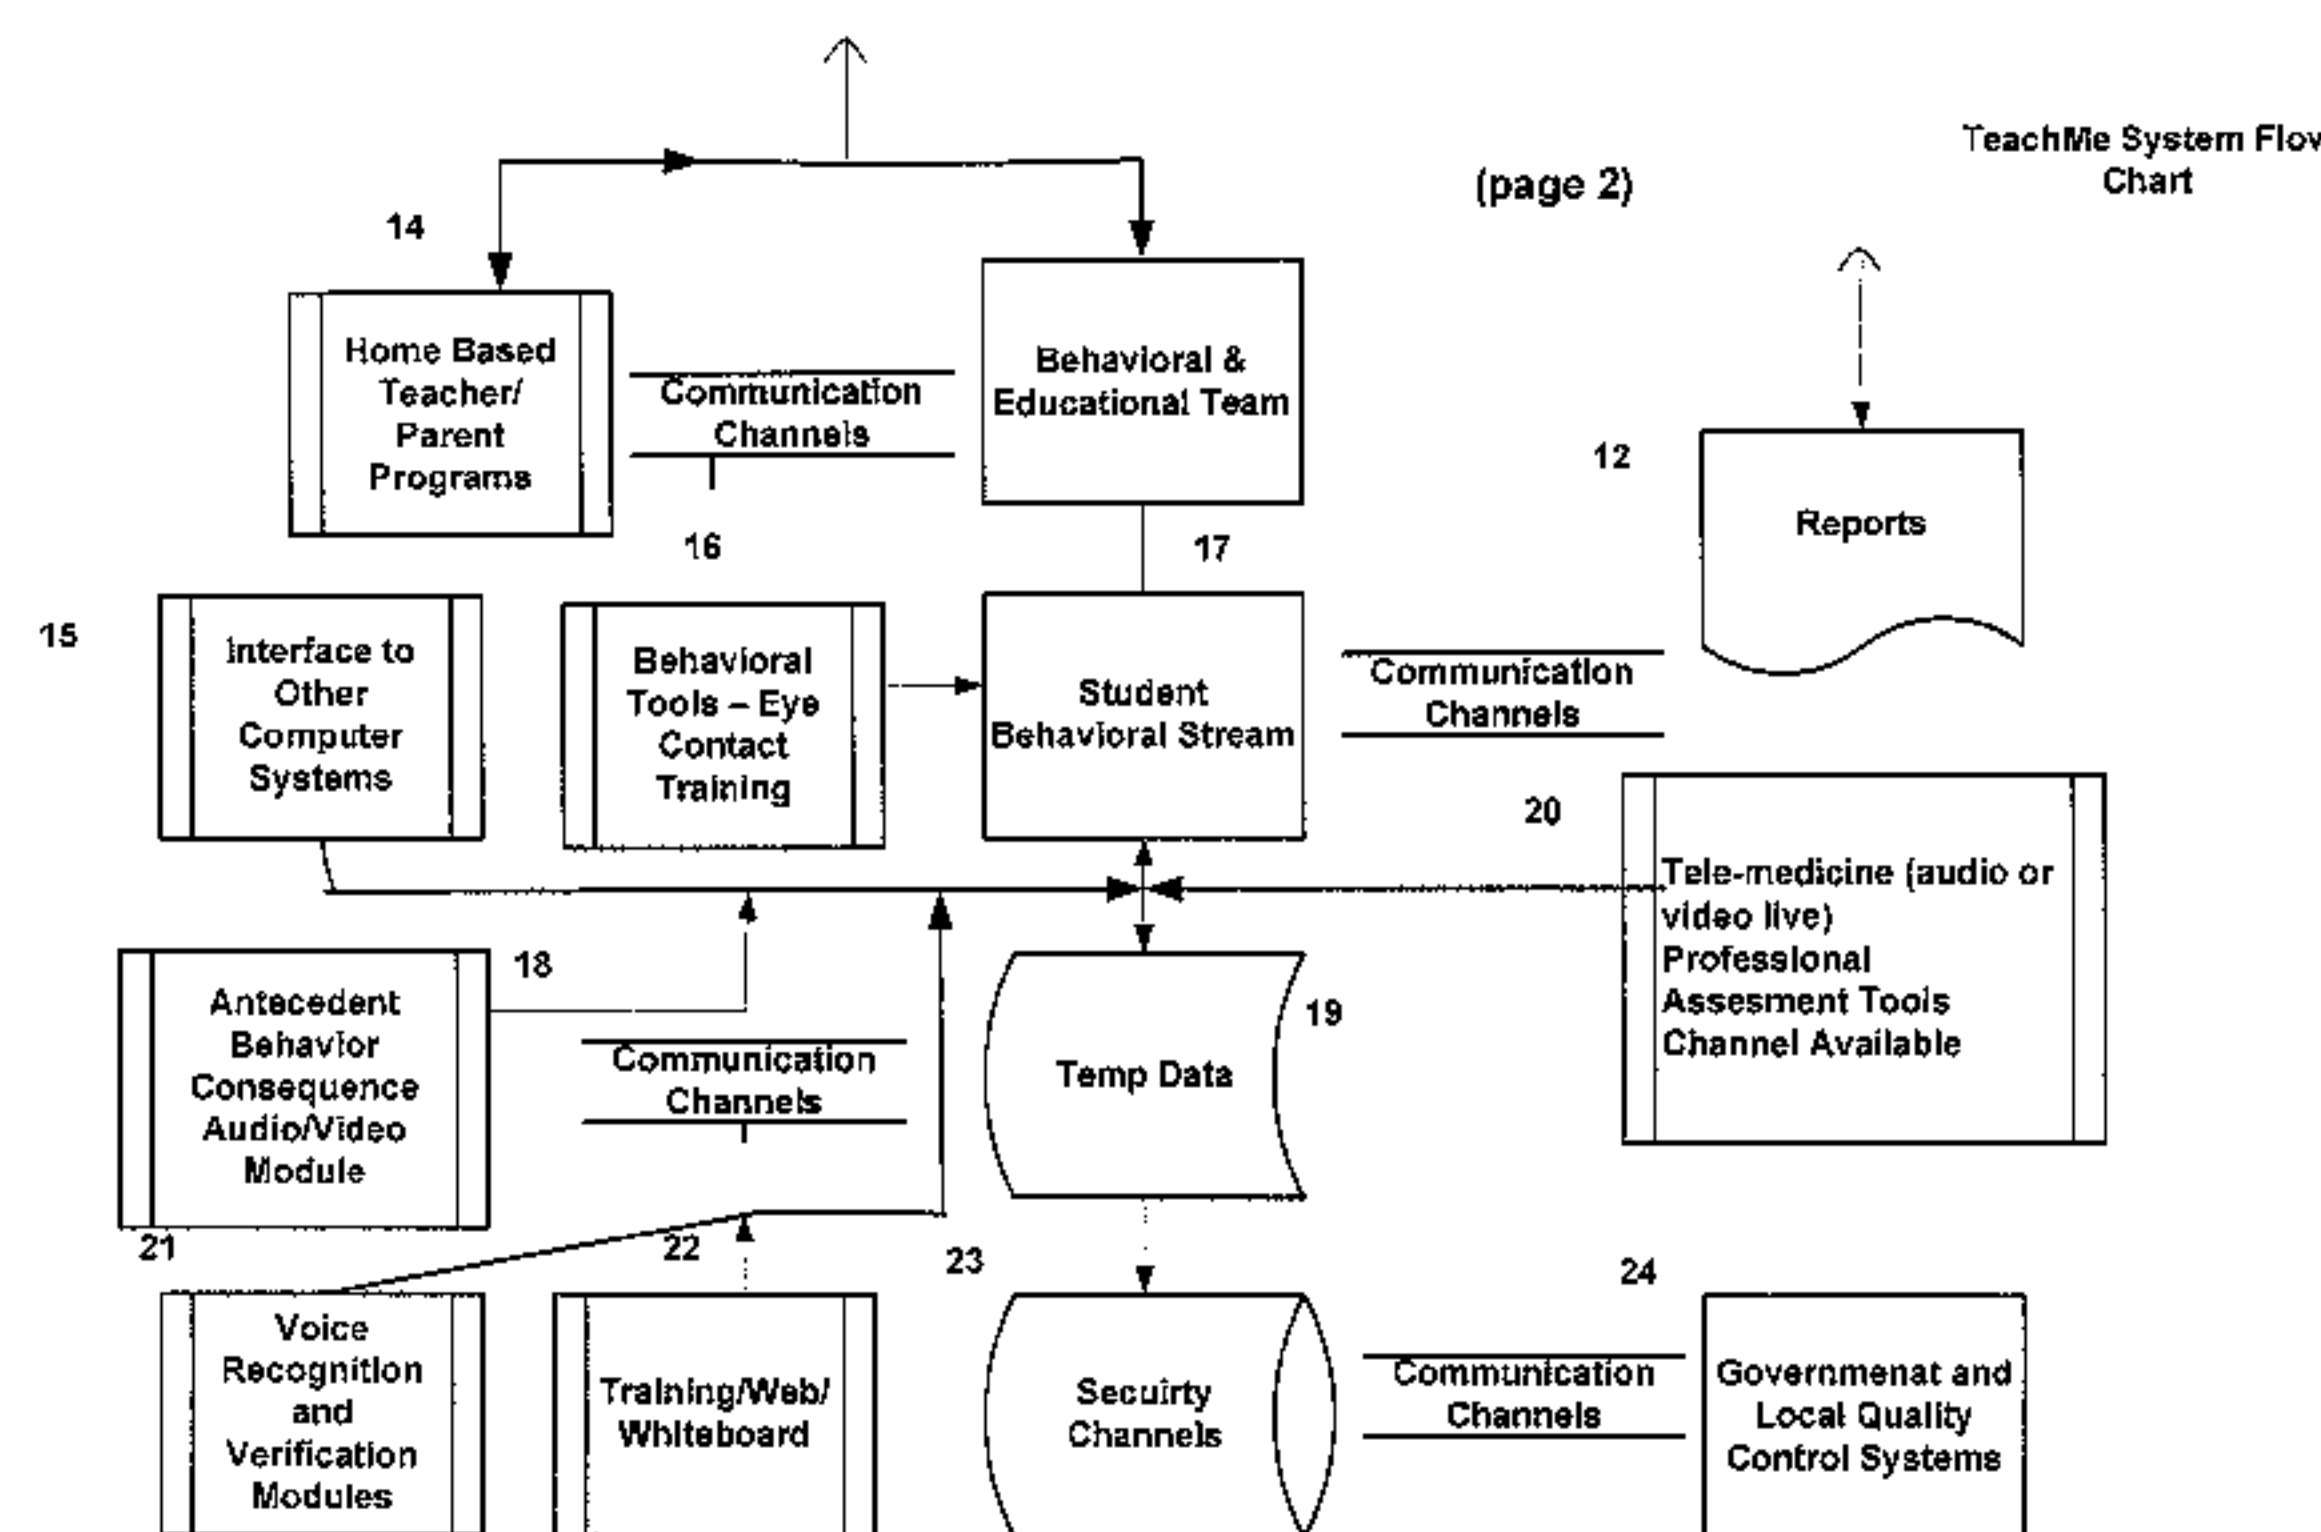 TeachMe System Flow
Chart
(page 2)
14
Home Based
Teacher/
Parent
Programs
Communication
Channels
Behavioral &
Educational Team
12
Reports
16
17
15
Interface to
Other
Computer
Systems
Behavioral
Tools – Eye
Contact
Training
Student
Behavioral Stream
Communication
Channels
20
Tele-medicine (audio or
video live)
Professional
Assesment Tools
Channel Available
18
Antecedent
Behavior
Consequence
Audio/Video
Module
Communication
Channels
19
Temp Data
21
22
23
24
Voice
Recognition
and
Verification
Modules
Training/Web/
Whiteboard
Secuirty
Channels
Communication
Channels
Governmenat and
Local Quality
Control Systems